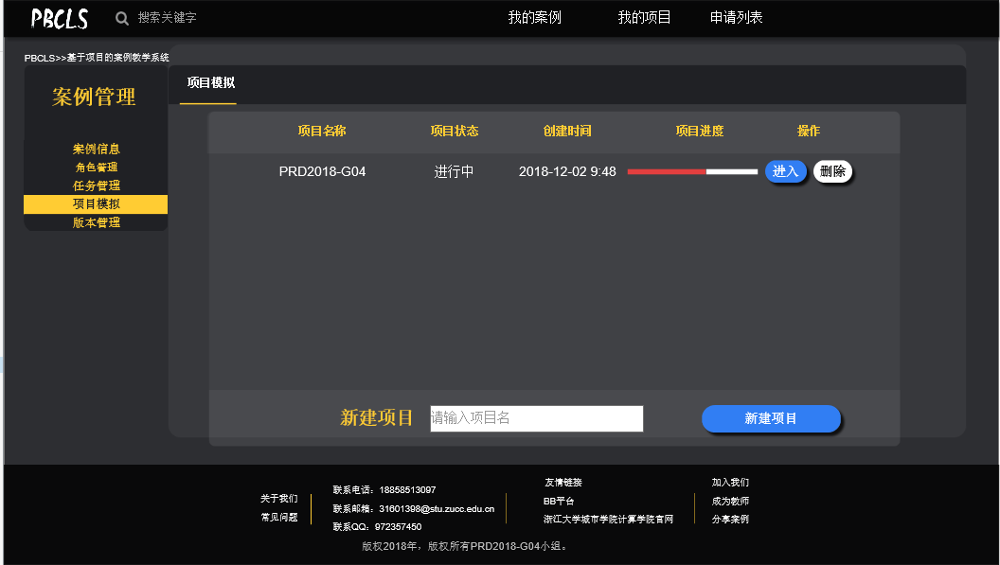 PBCLS 搜索关键字 我的案例 我的项目 申请列表
PBCLS>>基于项目的案例教学系统
案例管理
案例信息
角色管理
任务管理
项目模拟
版本管理
项目模拟
项目名称 项目状态 创建时间 项目进度 操作
PRD2018-G04 进行中 2018-12-02 9:48 进入 删除
新建项目 请输入项目名 新建项目
关于我们
常见问题
联系电话：18858513097
联系邮箱：31601398@stu.zucc.edu.cn
联系QQ：972357450
友情链接
BB平台
浙江大学城市学院计算学院官网
加入我们
成为教师
分享案例
版权2018年，版权所有PRD2018-G04小组。